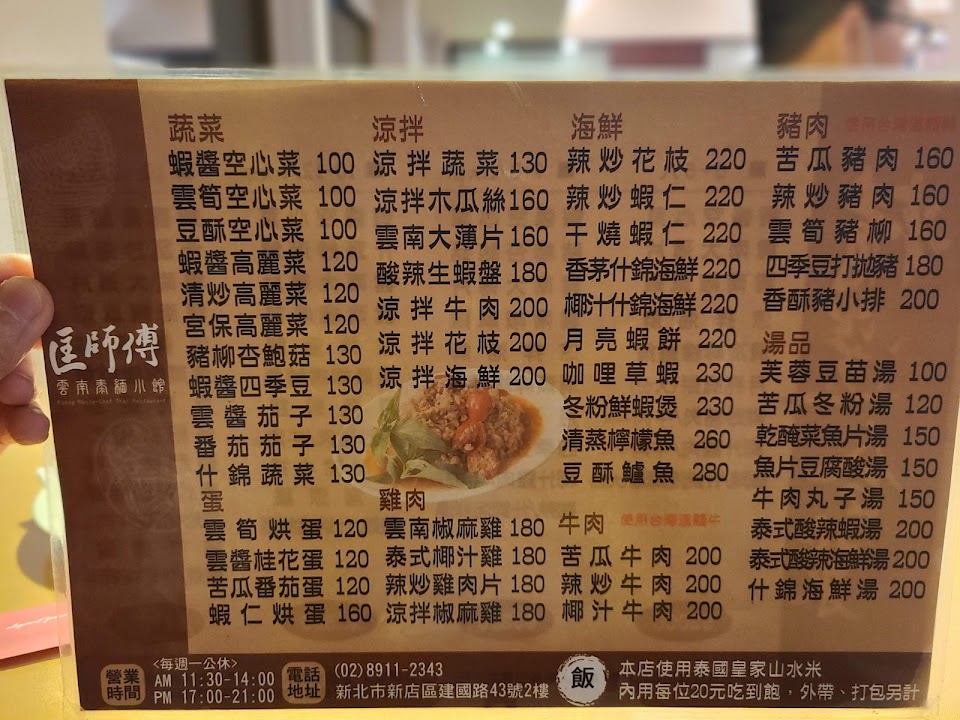 蔬菜
蝦醬空心菜 100
雲筍空心菜 100
豆酥空心菜 100
蝦醬高麗菜 120
清炒高麗菜 120
宮保高麗菜 120
豬柳杏鮑菇 130
蝦醬四季豆 130
雲醬茄子 130
番茄茄子 130
什錦蔬菜 130
蛋
雲筍烘蛋 120
雲醬桂花蛋 120
苦瓜番茄蛋 120
蝦仁烘蛋 160
涼拌
涼拌蔬菜 130
涼拌木瓜絲 160
雲南大薄片 160
酸辣生蝦盤 180
涼拌牛肉 200
涼拌花枝 200
涼拌海鮮 200
雞肉
雲南椒麻雞 180
泰式椰汁雞 180
辣炒雞肉片 180
涼拌椒麻雞 180
海鮮
辣炒花枝 220
辣炒蝦仁 220
干燒蝦仁 220
香茅什錦海鮮 220
椰汁什錦海鮮 220
月亮蝦餅 220
咖哩草蝦 230
冬粉鮮蝦煲 230
清蒸檸檬魚 260
豆酥鱸魚 280
牛肉 使用台灣溫體牛
苦瓜牛肉 200
辣炒牛肉 200
椰汁牛肉 200
豬肉
苦瓜豬肉 160
辣炒豬肉 160
雲筍豬柳 160
四季豆打拋豬 180
香酥豬小排 200
湯品
芙蓉豆苗湯 100
苦瓜冬粉湯 120
乾醃菜魚片湯 150
魚片豆腐酸湯 150
牛肉丸子湯 150
泰式酸辣蝦湯 200
泰式酸辣海鮮湯 200
什錦海鮮湯 200
匡師傅
雲南泰緬小館
營業時間
<每週一公休>
AM 11:30-14:00
PM 17:00-21:00
電話地址
(02)8911-2343
新北市新店區建國路43號2樓
飯
本店使用泰國皇家山水米
內用每位20元吃到飽，外帶、打包另計